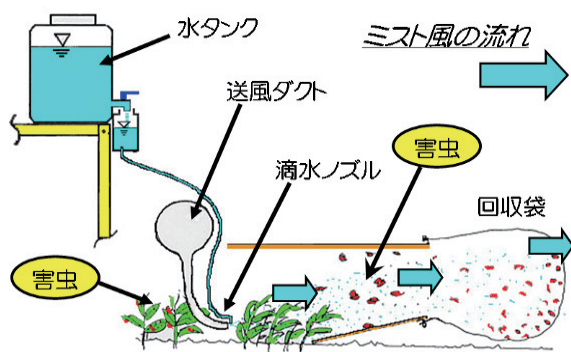 水タンク
ミスト風の流れ
送風ダクト
害虫
滴水ノズル
回収袋
害虫